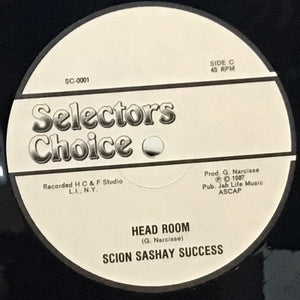 SC-0001
SIDE C
45 RPM
Selectors
Choice
Recorded H C & F Studio
L.I., N.Y.
Prod. G. Narcisse
℗ © 1987
Pub. Jah Life Music
ASCAP
HEAD ROOM
(G. Narcisse)
SCION SASHAY SUCCESS